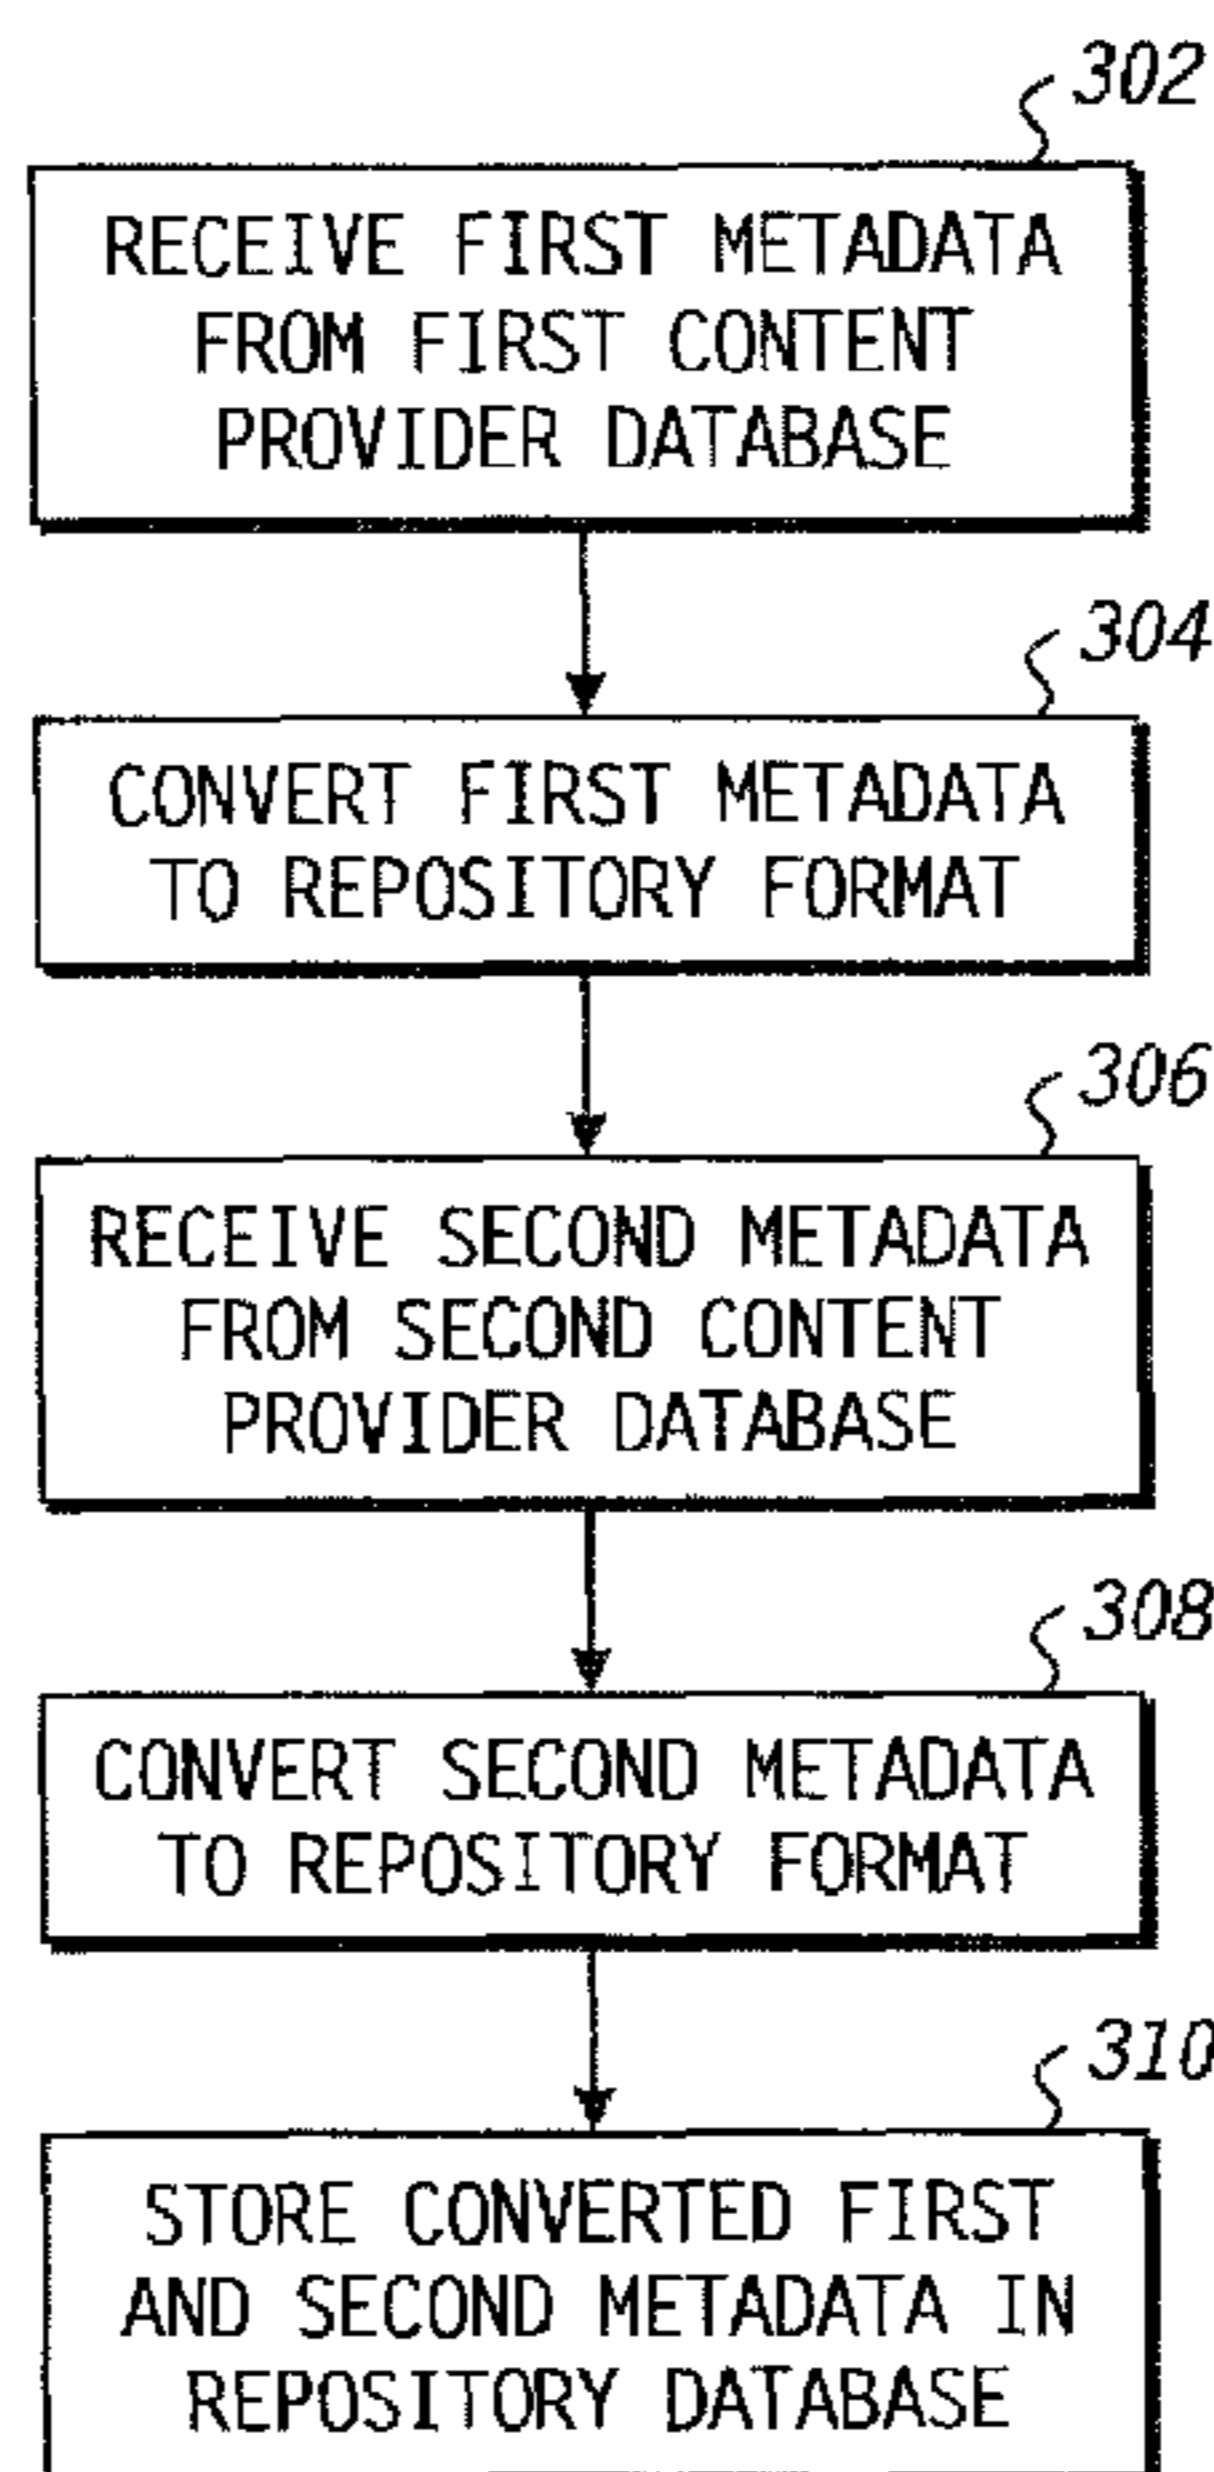 302
RECEIVE FIRST METADATA
FROM FIRST CONTENT
PROVIDER DATABASE
304
CONVERT FIRST METADATA
TO REPOSITORY FORMAT
306
RECEIVE SECOND METADATA
FROM SECOND CONTENT
PROVIDER DATABASE
308
CONVERT SECOND METADATA
TO REPOSITORY FORMAT
310
STORE CONVERTED FIRST
AND SECOND METADATA IN
REPOSITORY DATABASE